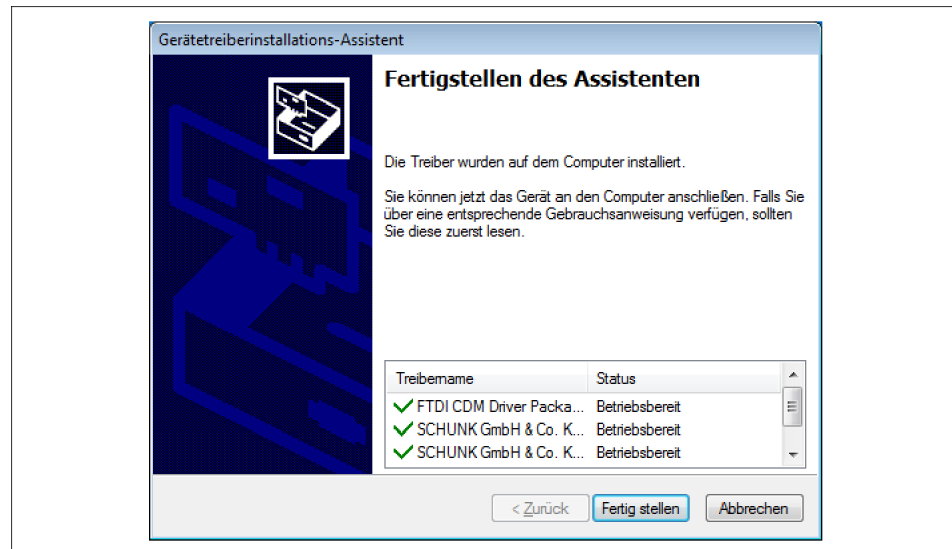 Gerätetreiberinstallations-Assistent
Fertigstellen des Assistenten
Die Treiber wurden auf dem Computer installiert.
Sie können jetzt das Gerät an den Computer anschließen. Falls Sie
über eine entsprechende Gebrauchsanweisung verfügen, sollten
Sie diese zuerst lesen.
Treibername Status
FTDI CDM Driver Packa... Betriebsbereit
SCHUNK GmbH & Co. K... Betriebsbereit
SCHUNK GmbH & Co. K... Betriebsbereit
< Zurück Fertig stellen Abbrechen